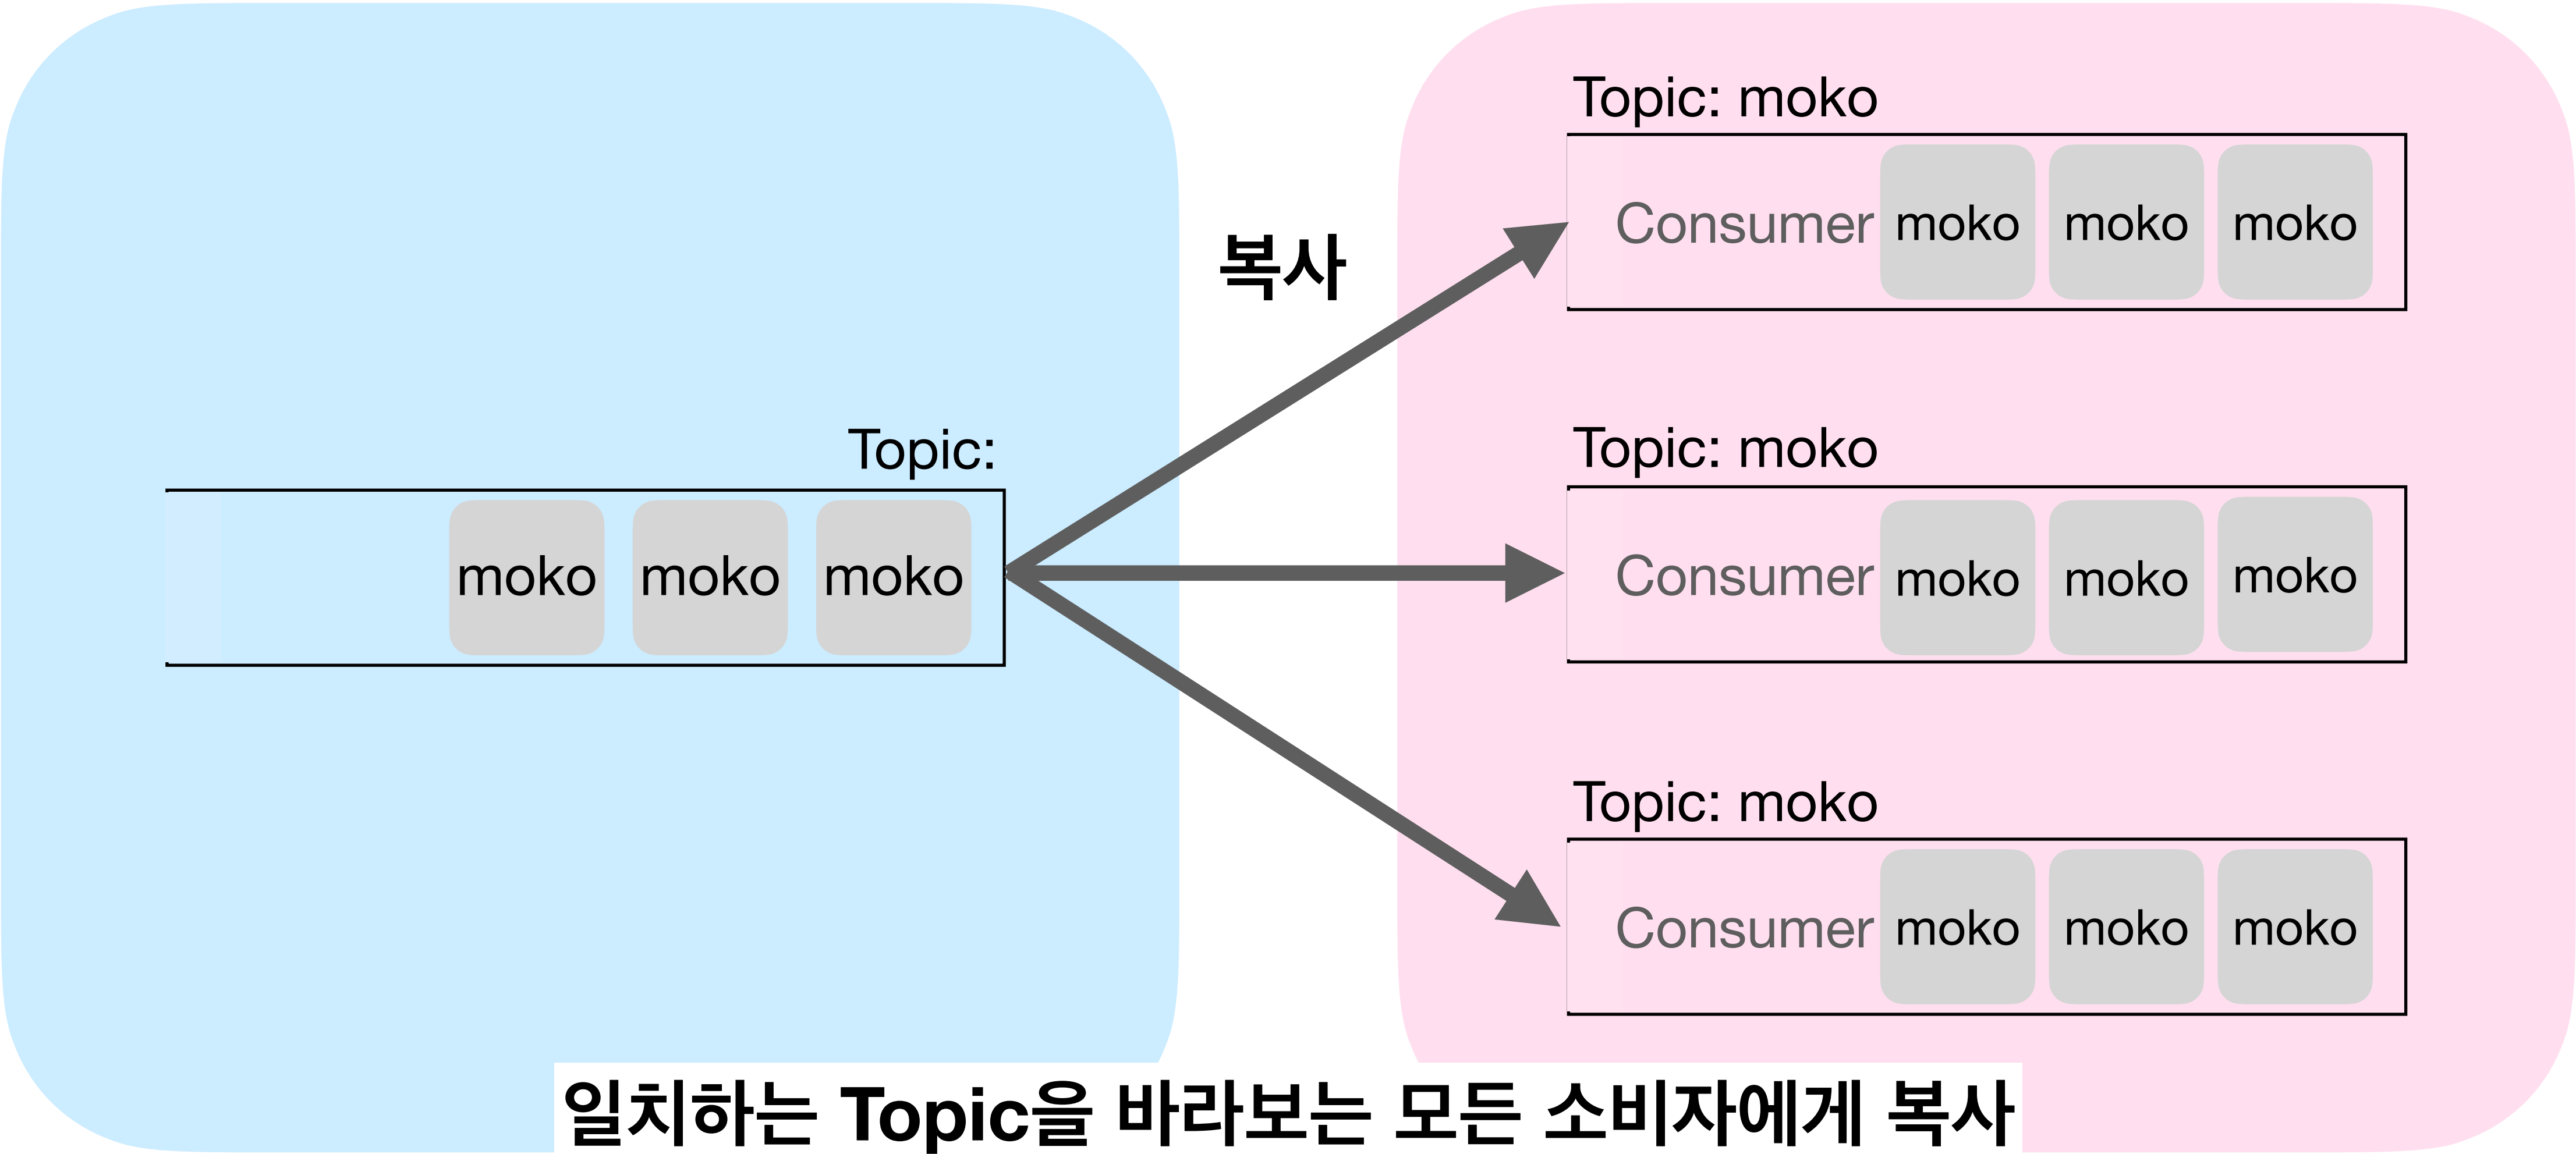 Topic: moko
Consumer moko moko moko
복사
Topic:
moko moko moko
Topic: moko
Consumer moko moko moko
Topic: moko
Consumer moko moko moko
일치하는 Topic을 바라보는 모든 소비자에게 복사